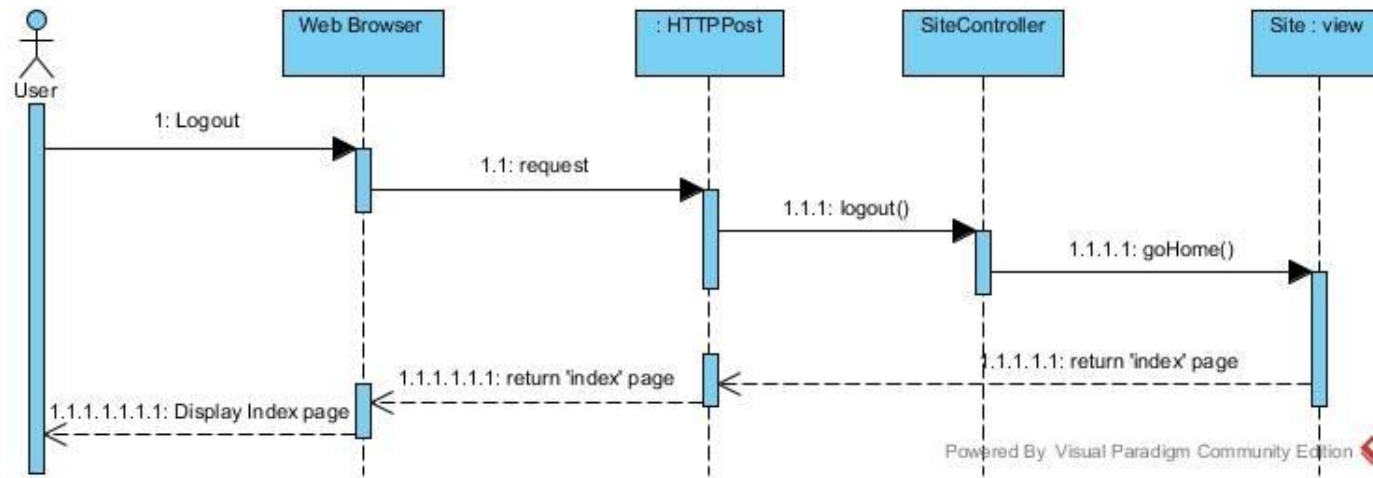 Web Browser
: HTTPPost
SiteController
Site : view
User
1: Logout
1.1: request
1.1.1: logout()
1.1.1.1: goHome()
1.1.1.1.1: return 'index' page
1.1.1.1.1.1: return 'index' page
1.1.1.1.1.1.1: Display Index page
Powered By Visual Paradigm Community Edition